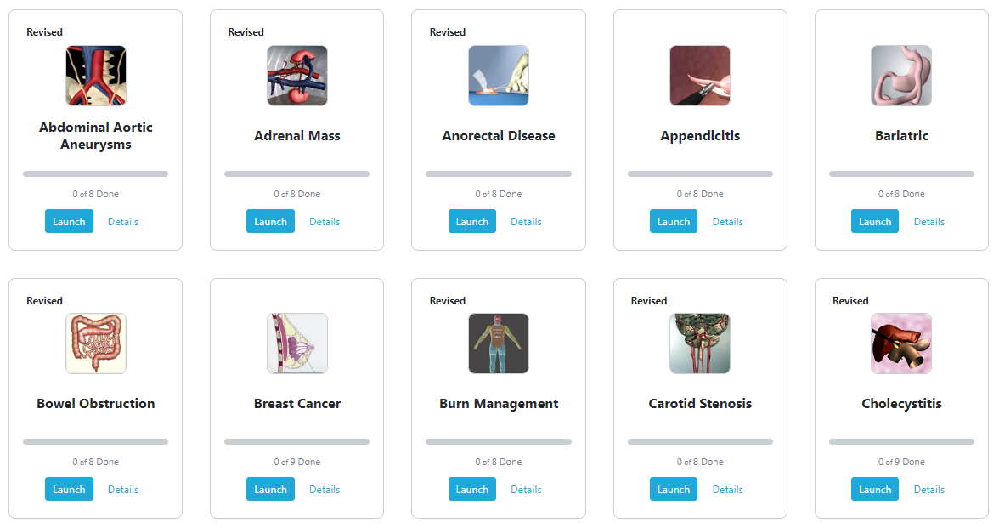 Revised
Abdominal Aortic
Aneurysms
0 of 8 Done
Launch Details
Revised
Adrenal Mass
0 of 8 Done
Launch Details
Revised
Anorectal Disease
0 of 8 Done
Launch Details
Appendicitis
0 of 8 Done
Launch Details
Bariatric
0 of 8 Done
Launch Details
Revised
Bowel Obstruction
0 of 8 Done
Launch Details
Breast Cancer
0 of 9 Done
Launch Details
Revised
Burn Management
0 of 8 Done
Launch Details
Revised
Carotid Stenosis
0 of 8 Done
Launch Details
Revised
Cholecystitis
0 of 9 Done
Launch Details